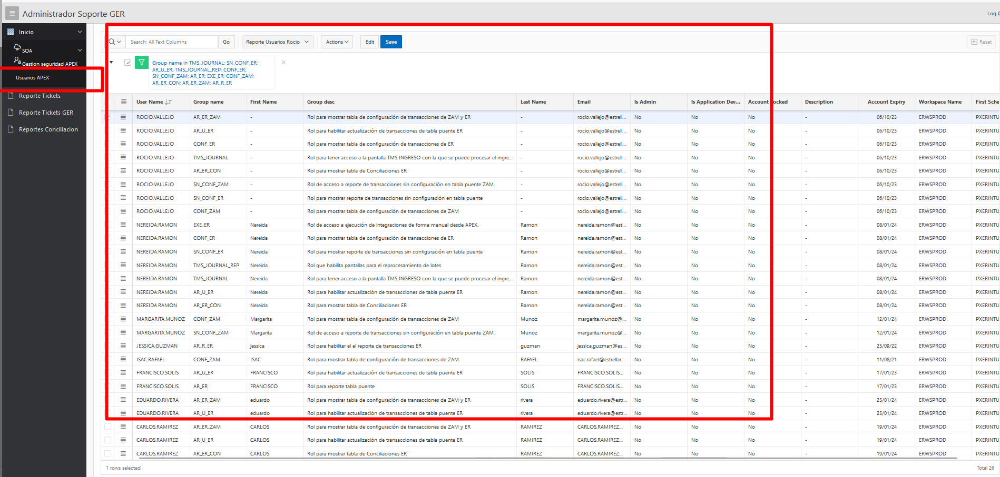 Administrador Soporte GER
Log
Inicio
SOA
Gestion seguridad APEX
Usuarios APEX
Reporte Tickets
Reporte Tickets GER
Reportes Conciliacion
Search: All Text Columns Go Reporte Usuarios Rocio Actions Edit Save Reset
Group name in TMS_JOURNAL; SN_CONF_ER;
AR_U_ER; TMS_JOURNAL_REP; CONF_ER;
SN_CONF_ZAM; AR_ER; EXE_ER; CONF_ZAM;
AR_ER_CON; AR_ER_ZAM; AR_R_ER
User Name Group name First Name Group desc Last Name Email Is Admin Is Application Dev... Account Locked Description Account Expiry Workspace Name First Sche
ROCIO.VALLEJO AR_ER_ZAM - Rol para mostrar tabla de configuración de transacciones de ZAM y ER - rocio.vallejo@estrell... No No No - 06/10/23 ERWSPROD PXERINTU
ROCIO.VALLEJO AR_U_ER - Rol para habilitar actualización de transacciones de tabla puente ER - rocio.vallejo@estrell... No No No - 06/10/23 ERWSPROD PXERINTU
ROCIO.VALLEJO CONF_ER - Rol para mostrar tabla de configuración de transacciones de ER - rocio.vallejo@estrell... No No No - 06/10/23 ERWSPROD PXERINTU
ROCIO.VALLEJO TMS_JOURNAL - Rol para tener acceso a la pantalla TMS INGRESO con la que se puede procesar el ingre... - rocio.vallejo@estrell... No No No - 06/10/23 ERWSPROD PXERINTU
ROCIO.VALLEJO AR_ER_CON - Rol para mostrar tabla de Conciliaciones ER - rocio.vallejo@estrell... No No No - 06/10/23 ERWSPROD PXERINTU
ROCIO.VALLEJO SN_CONF_ZAM - Rol de acceso a reporte de transacciones sin configuración en tabla puente ZAM. - rocio.vallejo@estrell... No No No - 06/10/23 ERWSPROD PXERINTU
ROCIO.VALLEJO SN_CONF_ER - Rol para mostrar reporte de transacciones sin configuración en tabla puente - rocio.vallejo@estrell... No No No - 06/10/23 ERWSPROD PXERINTU
ROCIO.VALLEJO CONF_ZAM - Rol para mostrar tabla de configuración de transacciones de ZAM - rocio.vallejo@estrell... No No No - 06/10/23 ERWSPROD PXERINTU
NEREIDA.RAMON EXE_ER Nereida Rol de acceso a ejecución de integraciones de forma manual desde APEX. Ramon nereida.ramon@est... No No No - 08/01/24 ERWSPROD PXERINTU
NEREIDA.RAMON CONF_ER Nereida Rol para mostrar tabla de configuración de transacciones de ER Ramon nereida.ramon@est... No No No - 08/01/24 ERWSPROD PXERINTU
NEREIDA.RAMON SN_CONF_ER Nereida Rol para mostrar reporte de transacciones sin configuración en tabla puente Ramon nereida.ramon@est... No No No - 08/01/24 ERWSPROD PXERINTU
NEREIDA.RAMON TMS_JOURNAL_REP Nereida Rol que habilita pantallas para el reprocesamiento de lotes Ramon nereida.ramon@est... No No No - 08/01/24 ERWSPROD PXERINTU
NEREIDA.RAMON TMS_JOURNAL Nereida Rol para tener acceso a la pantalla TMS INGRESO con la que se puede procesar el ingre... Ramon nereida.ramon@est... No No No - 08/01/24 ERWSPROD PXERINTU
NEREIDA.RAMON AR_U_ER Nereida Rol para habilitar actualización de transacciones de tabla puente ER Ramon nereida.ramon@est... No No No - 08/01/24 ERWSPROD PXERINTU
NEREIDA.RAMON AR_ER_CON Nereida Rol para mostrar tabla de Conciliaciones ER Ramon nereida.ramon@est... No No No - 08/01/24 ERWSPROD PXERINTU
MARGARITA.MUNOZ CONF_ZAM Margarita Rol para mostrar tabla de configuración de transacciones de ZAM Munoz margarita.munoz@... No No No - 12/01/24 ERWSPROD PXERINTU
MARGARITA.MUNOZ SN_CONF_ZAM Margarita Rol de acceso a reporte de transacciones sin configuración en tabla puente ZAM. Munoz margarita.munoz@... No No No - 12/01/24 ERWSPROD PXERINTU
JESSICA.GUZMAN AR_R_ER jessica Rol para habilitar el el reporte de transacciones ER guzman jessica.guzman@es... No No No - 25/09/22 ERWSPROD PXERINTU
ISAC.RAFAEL CONF_ZAM ISAC Rol para mostrar tabla de configuración de transacciones de ZAM RAFAEL isac.rafael@estrellar... No No No - 11/08/21 ERWSPROD PXERINTU
FRANCISCO.SOLIS AR_U_ER FRANCISCO Rol para habilitar actualización de transacciones de tabla puente ER SOLIS FRANCISCO.SOLIS... No No No - 17/01/23 ERWSPROD PXERINTU
FRANCISCO.SOLIS AR_ER FRANCISCO Rol para reporte tabla puente SOLIS FRANCISCO.SOLIS... No No No - 17/01/23 ERWSPROD PXERINTU
EDUARDO.RIVERA AR_ER_ZAM eduardo Rol para mostrar tabla de configuración de transacciones de ZAM y ER rivera eduardo.rivera@estr... No No No - 25/01/24 ERWSPROD PXERINTU
EDUARDO.RIVERA AR_U_ER eduardo Rol para habilitar actualización de transacciones de tabla puente ER rivera eduardo.rivera@estr... No No No - 25/01/24 ERWSPROD PXERINTU
CARLOS.RAMIREZ AR_ER_ZAM CARLOS Rol para mostrar tabla de configuración de transacciones de ZAM y ER RAMIREZ CARLOS.RAMIREZ... No No No - 19/01/24 ERWSPROD PXERINTU
CARLOS.RAMIREZ AR_U_ER CARLOS Rol para habilitar actualización de transacciones de tabla puente ER RAMIREZ CARLOS.RAMIREZ... No No No - 19/01/24 ERWSPROD PXERINTU
CARLOS.RAMIREZ AR_ER_CON CARLOS Rol para mostrar tabla de Conciliaciones ER RAMIREZ CARLOS.RAMIREZ... No No No - 19/01/24 ERWSPROD PXERINTU
1 rows selected Total 26